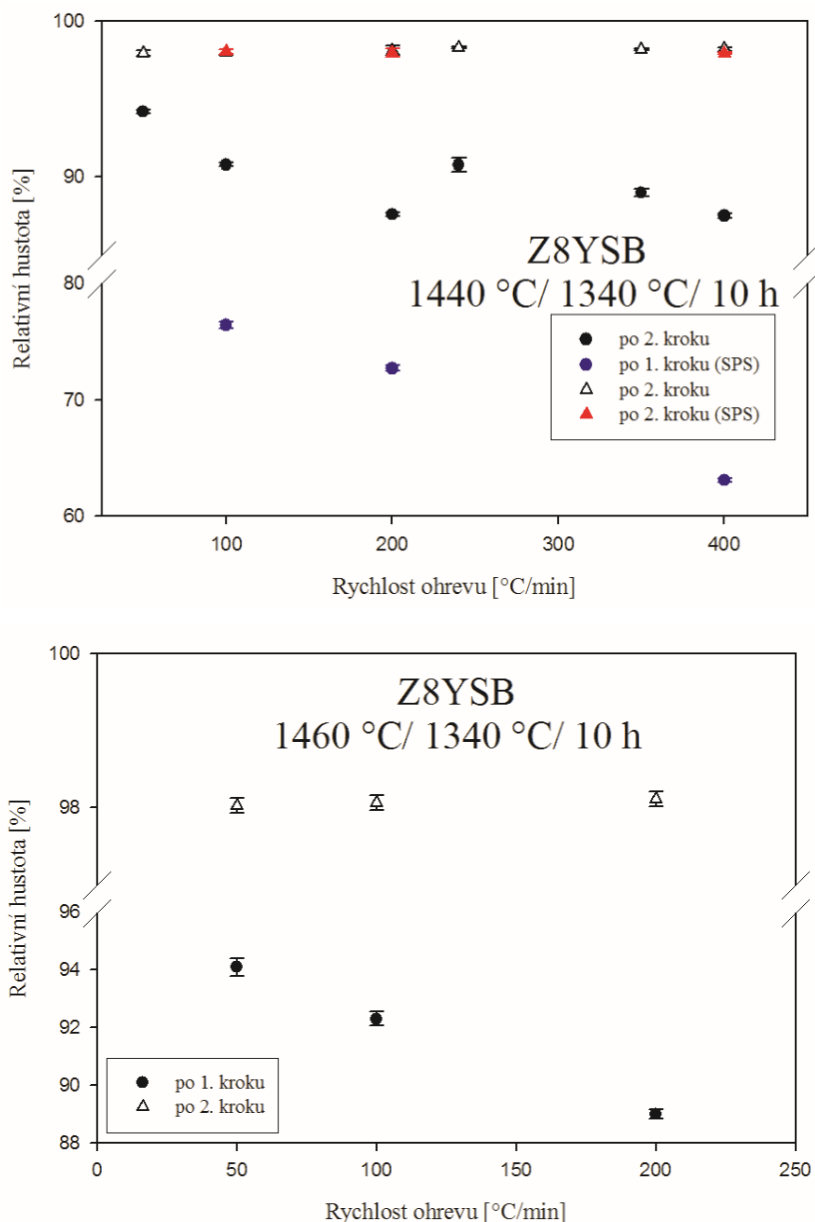 100
90
80
70
60
Relativní hustota [%]
Z8YSB
1440 °C/ 1340 °C/ 10 h
po 2. kroku
po 1. kroku (SPS)
po 2. kroku
po 2. kroku (SPS)
100
200
300
400
Rychlost ohrevu [°C/min]
100
98
96
94
92
90
88
Relativní hustota [%]
Z8YSB
1460 °C/ 1340 °C/ 10 h
po 1. kroku
po 2. kroku
0
50
100
150
200
250
Rychlost ohrevu [°C/min]